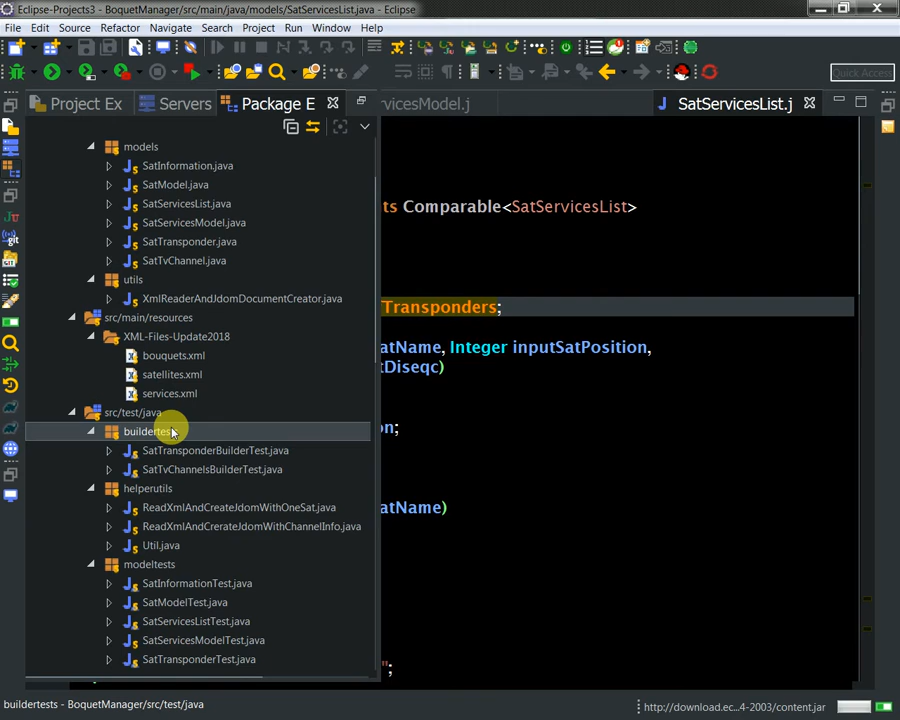 Eclipse-Projects3 - BoquetManager/src/main/java/models/SatServicesList.java - Eclipse
File Edit Source Refactor Navigate Search Project Run Window Help
Quick Access
Project Ex Servers Package E rvicesModel.j SatServicesList.j
models
SatInformation.java
SatModel.java
SatServicesList.java
ts Comparable<SatServicesList>
SatServicesModel.java
SatTransponder.java
SatTvChannel.java
utils
XmlReaderAndJdomDocumentCreator.java
Transponders;
src/main/resources
XML-Files-Update2018
atName, Integer inputSatPosition,
bouquets.xml
tDiseqc)
satellites.xml
services.xml
src/test/java
on;
buildertests
SatTransponderBuilderTest.java
SatTvChannelsBuilderTest.java
helperutils
ReadXmlAndCreateJdomWithOneSat.java
atName)
ReadXmlAndCrerateJdomWithChannelInfo.java
Util.java
modeltests
SatInformationTest.java
SatModelTest.java
SatServicesListTest.java
SatServicesModelTest.java
SatTransponderTest.java
";
buildertests - BoquetManager/src/test/java
http://download.ec...4-2003/content.jar